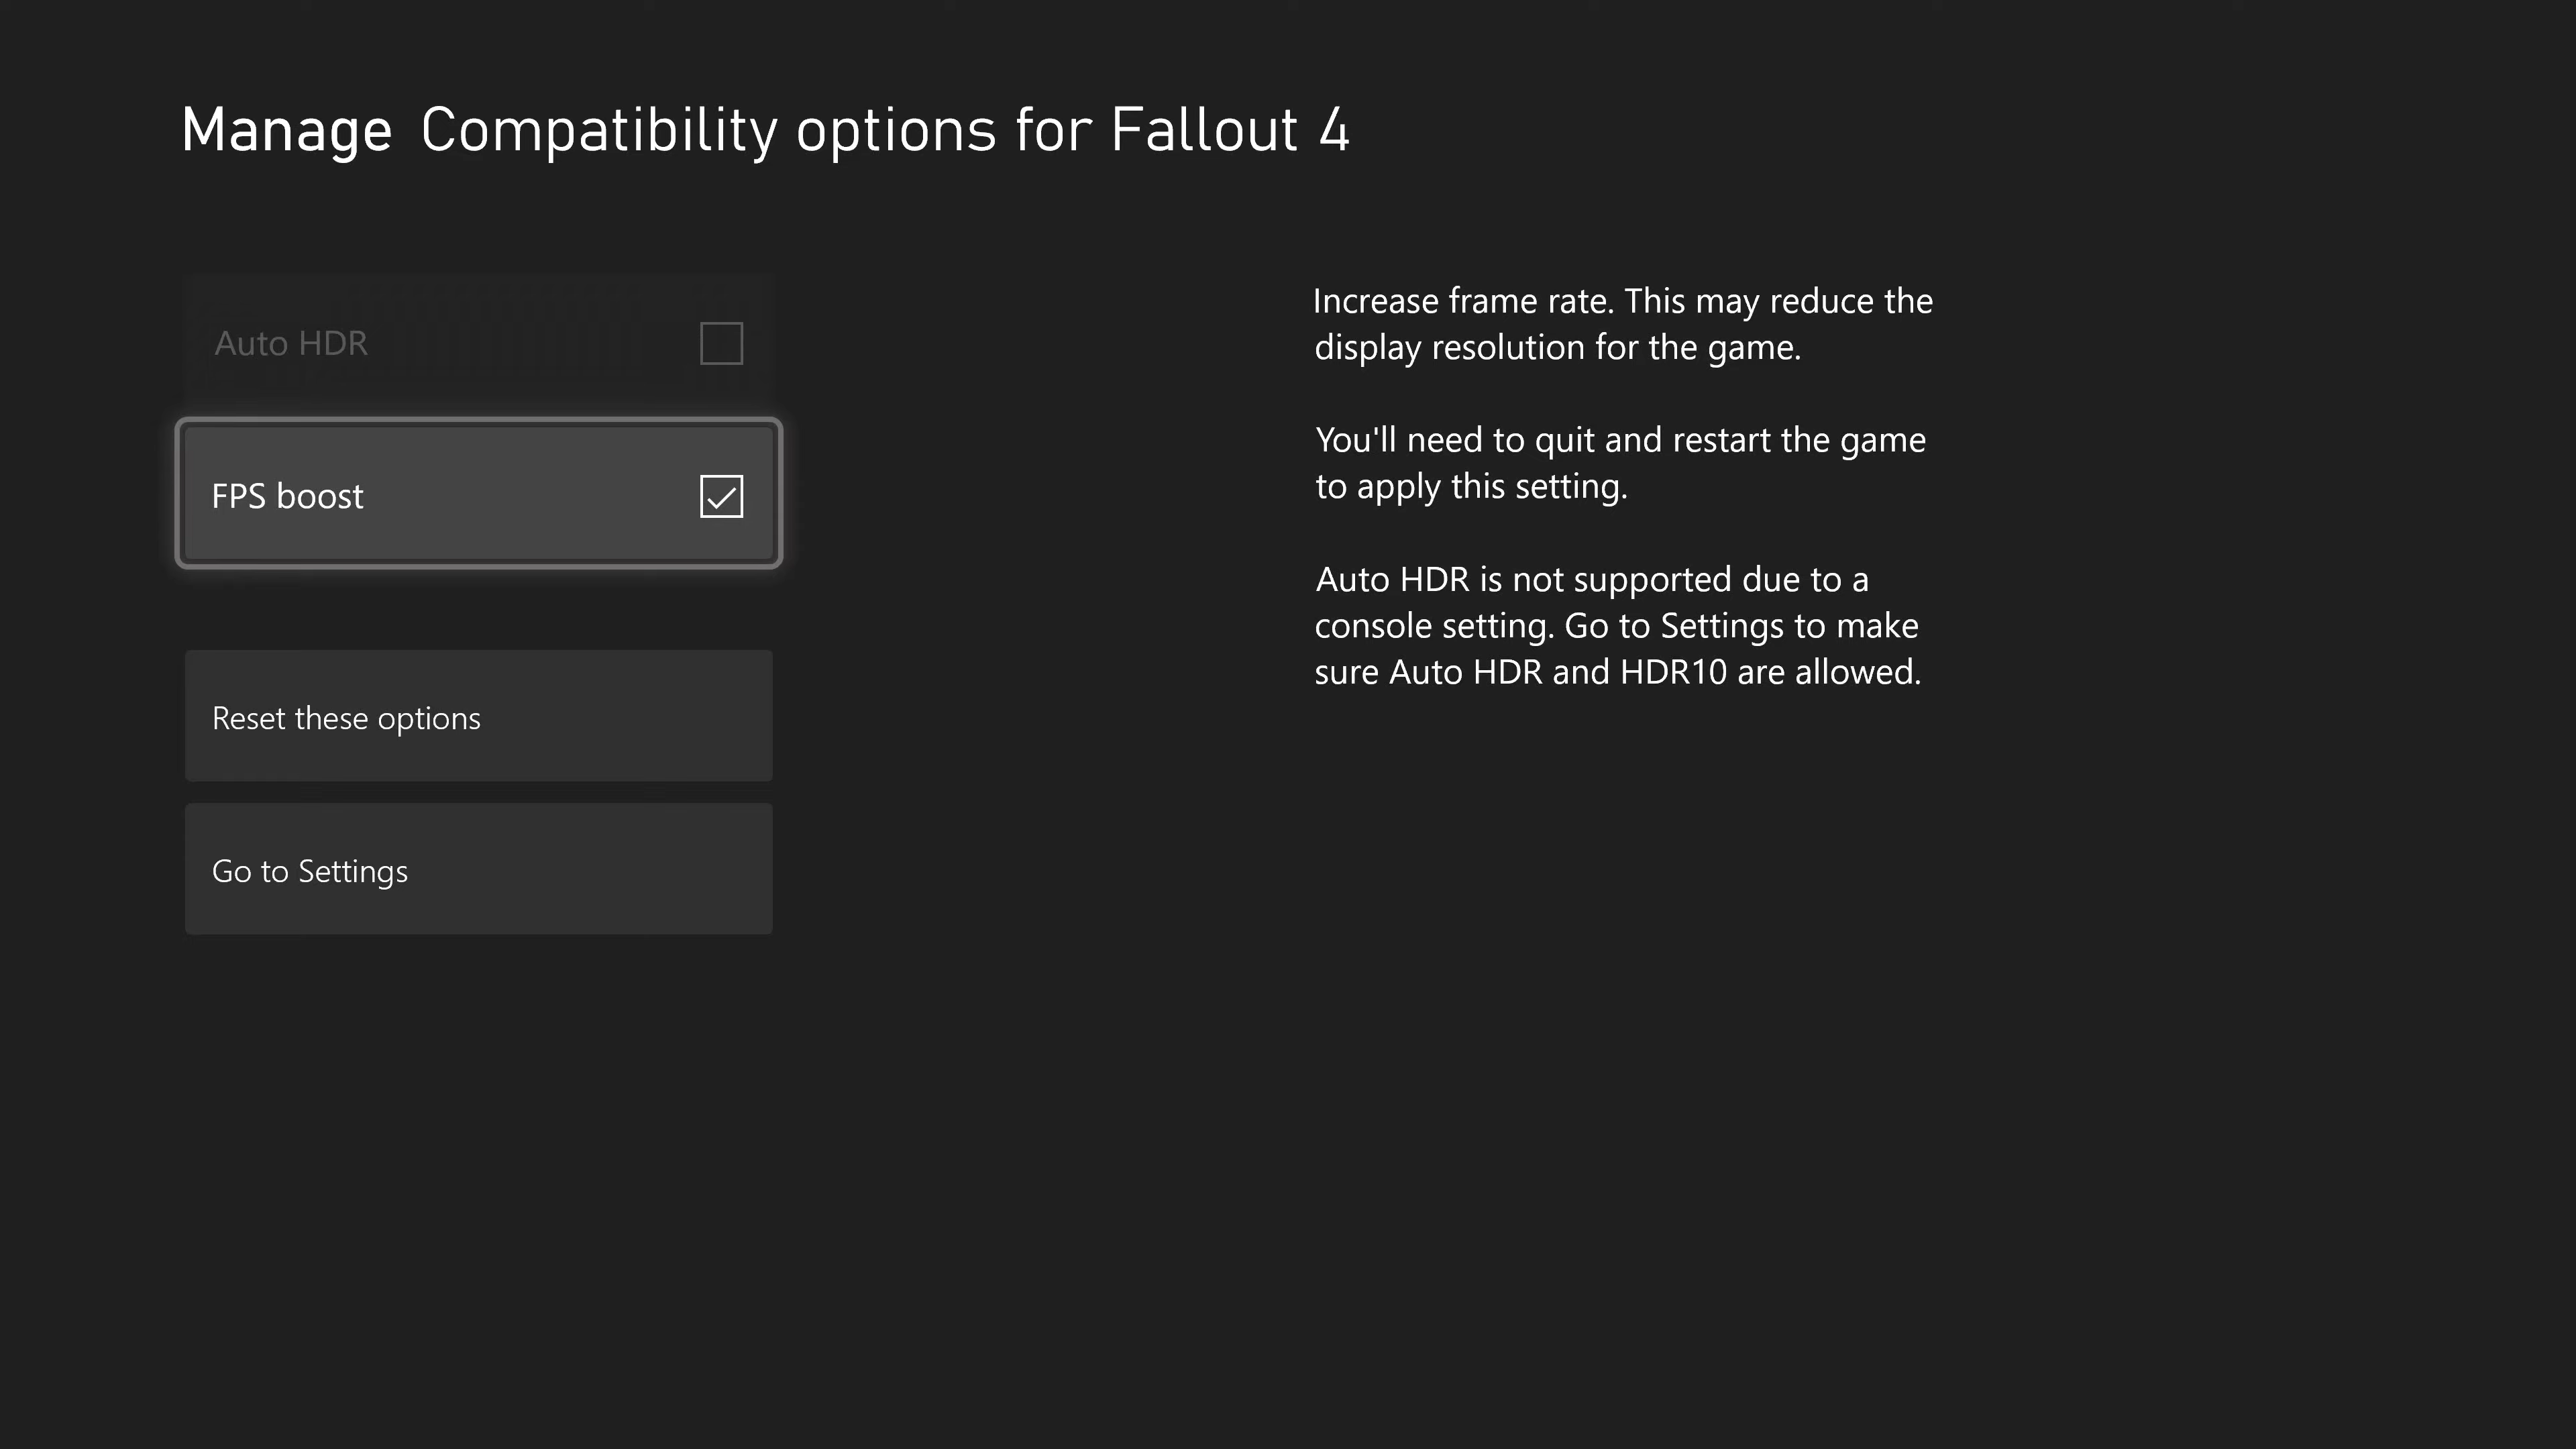 Manage Compatibility options for Fallout 4
Auto HDR
FPS boost
Reset these options
Go to Settings
Increase frame rate. This may reduce the
display resolution for the game.
You'll need to quit and restart the game
to apply this setting.
Auto HDR is not supported due to a
console setting. Go to Settings to make
sure Auto HDR and HDR10 are allowed.